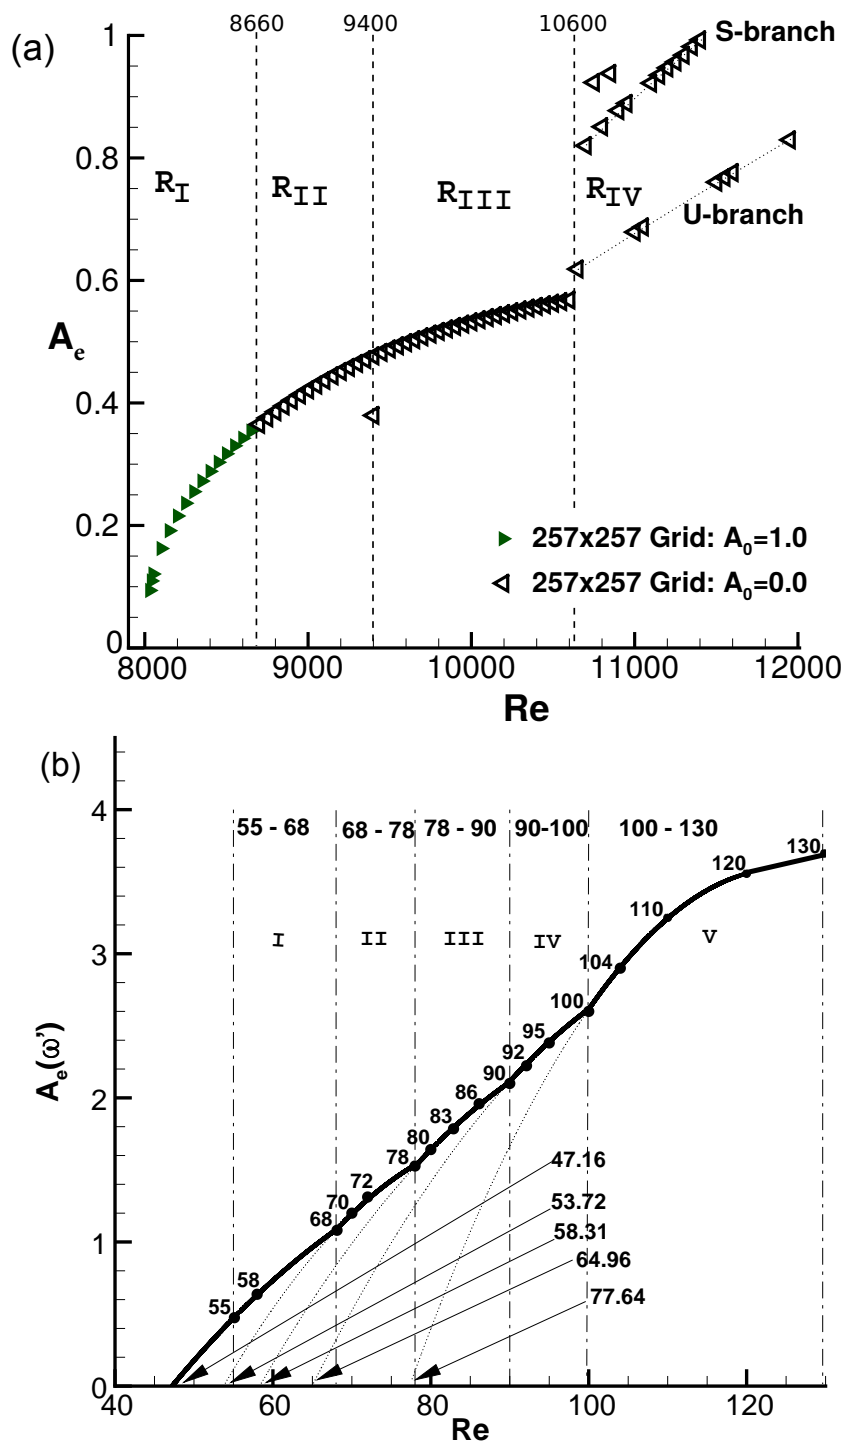 (a)
8660 9400 10600
S-branch
U-branch
R_I R_II R_III R_IV
A_e
1
0.8
0.6
0.4
0.2
0
257x257 Grid: A_0=1.0
257x257 Grid: A_0=0.0
8000 9000 10000 11000 12000
Re
(b)
55 - 68 68 - 78 78 - 90 90-100 100 - 130
I II III IV V
A_e(ω')
4
3
2
1
0
130
120
110
104
100
95
92
90
86
83
80
78
72
70
68
58
55
47.16
53.72
58.31
64.96
77.64
40 60 80 100 120
Re